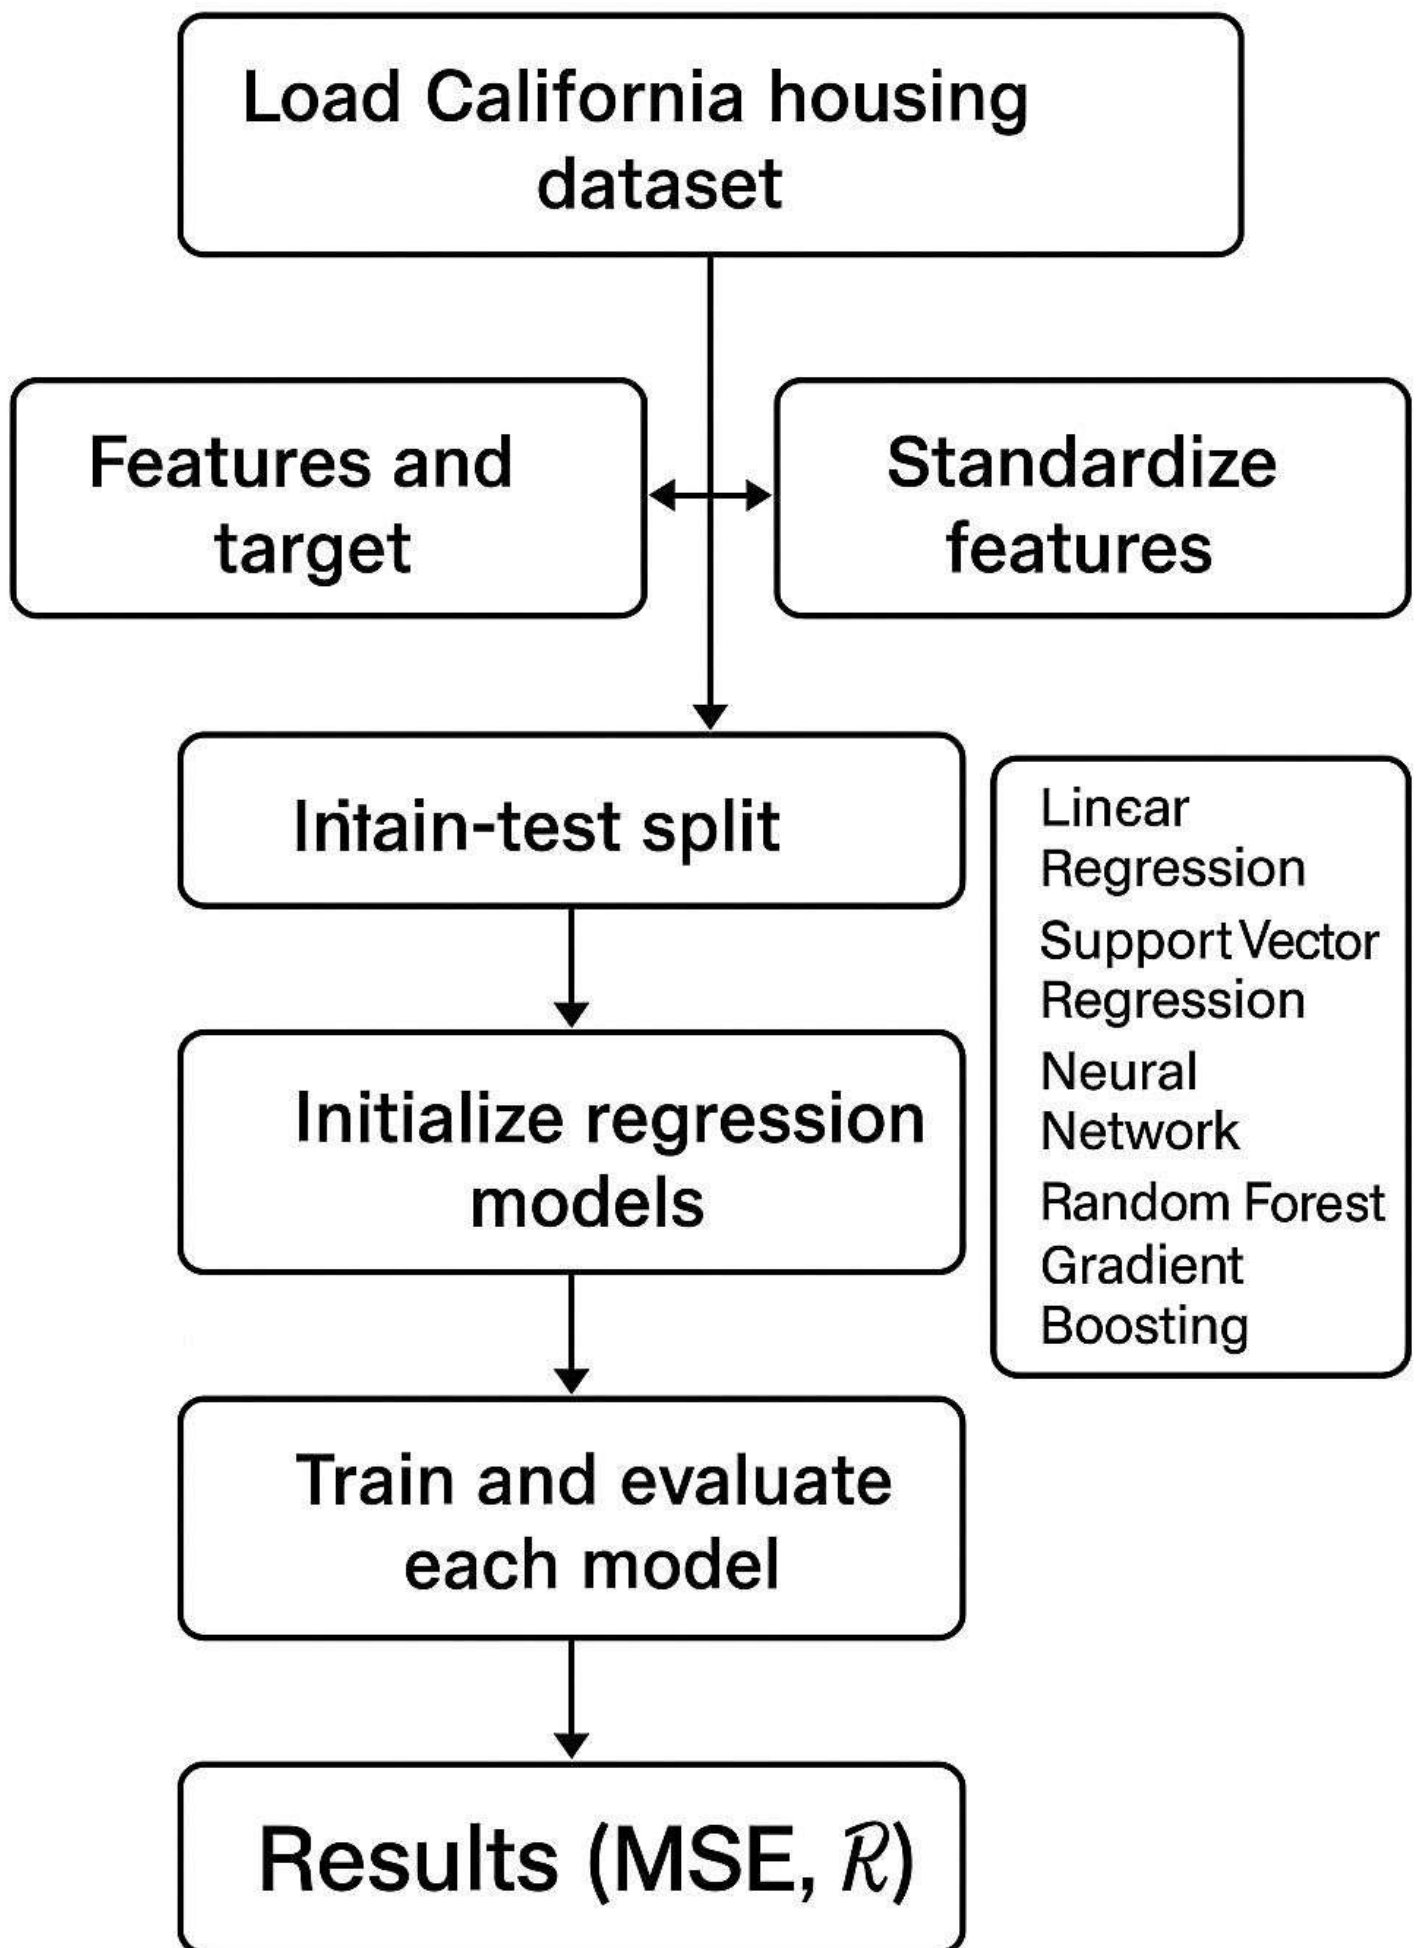 Load California housing
dataset
Features and
target
Standardize
features
Intain-test split
Linear
Regression
Support Vector
Regression
Neural
Network
Random Forest
Gradient
Boosting
Initialize regression
models
Train and evaluate
each model
Results (MSE, R)